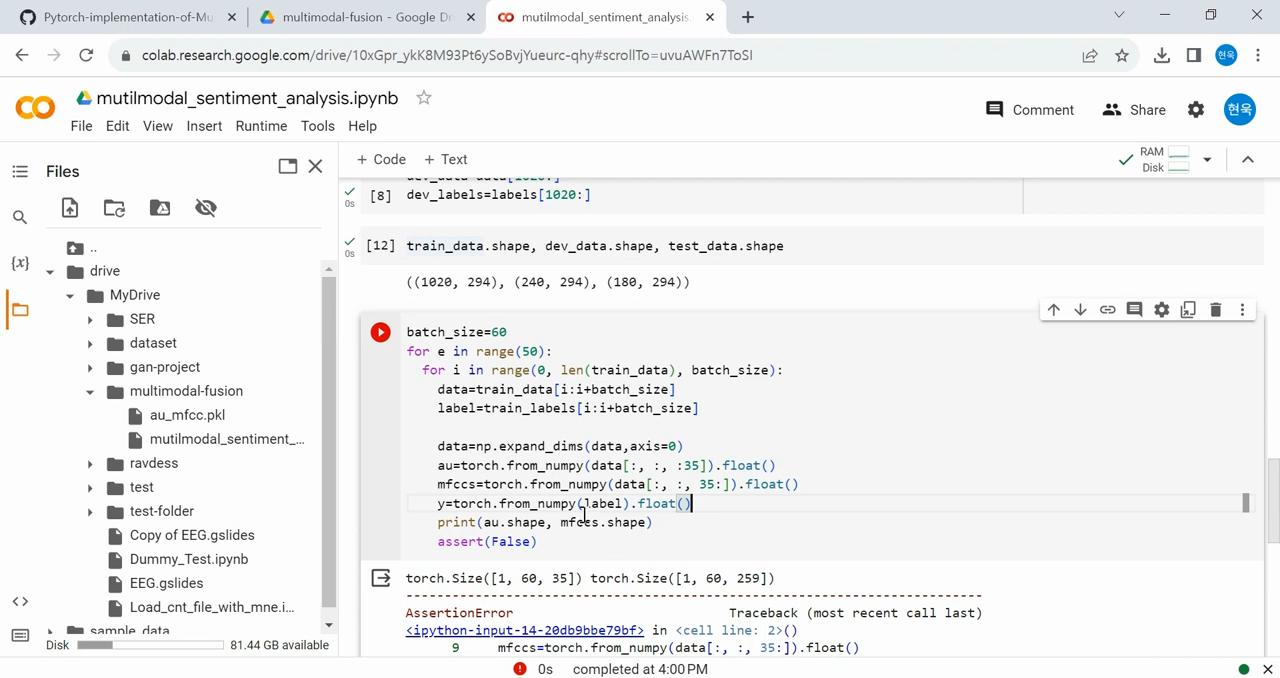 Pytorch-implementation-of-Mu
multimodal-fusion - Google Dr
mutilmodal_sentiment_analysis.
colab.research.google.com/drive/10xGpr_ykK8M93Pt6ySoBvjYueurc-qhy#scrollTo=uvuAWFn7ToSI
현욱
mutilmodal_sentiment_analysis.ipynb
Comment
Share
현욱
File Edit View Insert Runtime Tools Help
Files
+ Code + Text
RAM
Disk
dev_data=data[1020:]
[8] dev_labels=labels[1020:]
0s
[12] train_data.shape, dev_data.shape, test_data.shape
0s
((1020, 294), (240, 294), (180, 294))
{x}
..
drive
MyDrive
SER
dataset
gan-project
multimodal-fusion
au_mfcc.pkl
mutilmodal_sentiment_...
ravdess
test
test-folder
Copy of EEG.gslides
Dummy_Test.ipynb
EEG.gslides
Load_cnt_file_with_mne.i...
sample_data
Disk 81.44 GB available
batch_size=60
for e in range(50):
for i in range(0, len(train_data), batch_size):
data=train_data[i:i+batch_size]
label=train_labels[i:i+batch_size]
data=np.expand_dims(data,axis=0)
au=torch.from_numpy(data[:, :, :35]).float()
mfccs=torch.from_numpy(data[:, :, 35:]).float()
y=torch.from_numpy(label).float()
print(au.shape, mfccs.shape)
assert(False)
torch.Size([1, 60, 35]) torch.Size([1, 60, 259])
---------------------------------------------------------------------------
AssertionError Traceback (most recent call last)
<ipython-input-14-20db9bbe79bf> in <cell line: 2>()
9 mfccs=torch.from_numpy(data[:, :, 35:]).float()
0s completed at 4:00 PM